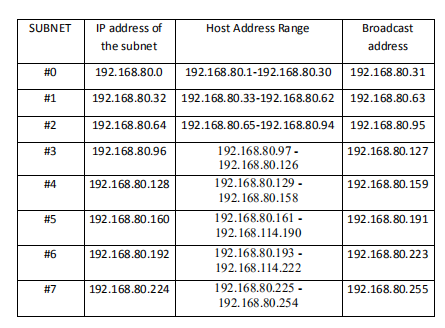 SUBNET IP address of the subnet Host Address Range Broadcast address
#0 192.168.80.0 192.168.80.1-192.168.80.30 192.168.80.31
#1 192.168.80.32 192.168.80.33-192.168.80.62 192.168.80.63
#2 192.168.80.64 192.168.80.65-192.168.80.94 192.168.80.95
#3 192.168.80.96 192.168.80.97 - 192.168.80.126 192.168.80.127
#4 192.168.80.128 192.168.80.129 - 192.168.80.158 192.168.80.159
#5 192.168.80.160 192.168.80.161 - 192.168.114.190 192.168.80.191
#6 192.168.80.192 192.168.80.193 - 192.168.114.222 192.168.80.223
#7 192.168.80.224 192.168.80.225 - 192.168.80.254 192.168.80.255